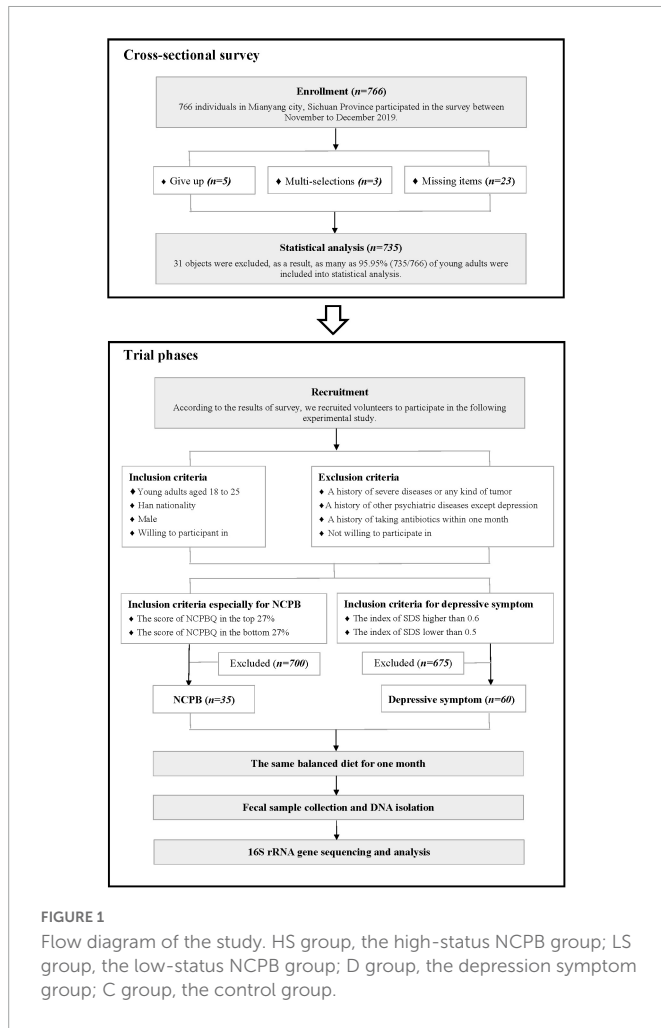 Cross-sectional survey
Enrollment (n=766)
766 individuals in Mianyang city, Sichuan Province participated in the survey between
November to December 2019.
♦ Give up (n=5)
♦ Multi-selections (n=3)
♦ Missing items (n=23)
Statistical analysis (n=735)
31 objects were excluded, as a result, as many as 95.95% (735/766) of young adults were
included into statistical analysis.
Trial phases
Recruitment
According to the results of survey, we recruited volunteers to participate in the following
experimental study.
Inclusion criteria
♦ Young adults aged 18 to 25
♦ Han nationality
♦ Male
♦ Willing to participant in
Exclusion criteria
♦ A history of severe diseases or any kind of tumor
♦ A history of other psychiatric diseases except depression
♦ A history of taking antibiotics within one month
♦ Not willing to participate in
Inclusion criteria especially for NCPB
♦ The score of NCPBQ in the top 27%
♦ The score of NCPBQ in the bottom 27%
Inclusion criteria for depressive symptom
♦ The index of SDS higher than 0.6
♦ The index of SDS lower than 0.5
Excluded (n=700)
Excluded (n=675)
NCPB (n=35)
Depressive symptom (n=60)
The same balanced diet for one month
Fecal sample collection and DNA isolation
16S rRNA gene sequencing and analysis
FIGURE 1
Flow diagram of the study. HS group, the high-status NCPB group; LS
group, the low-status NCPB group; D group, the depression symptom
group; C group, the control group.